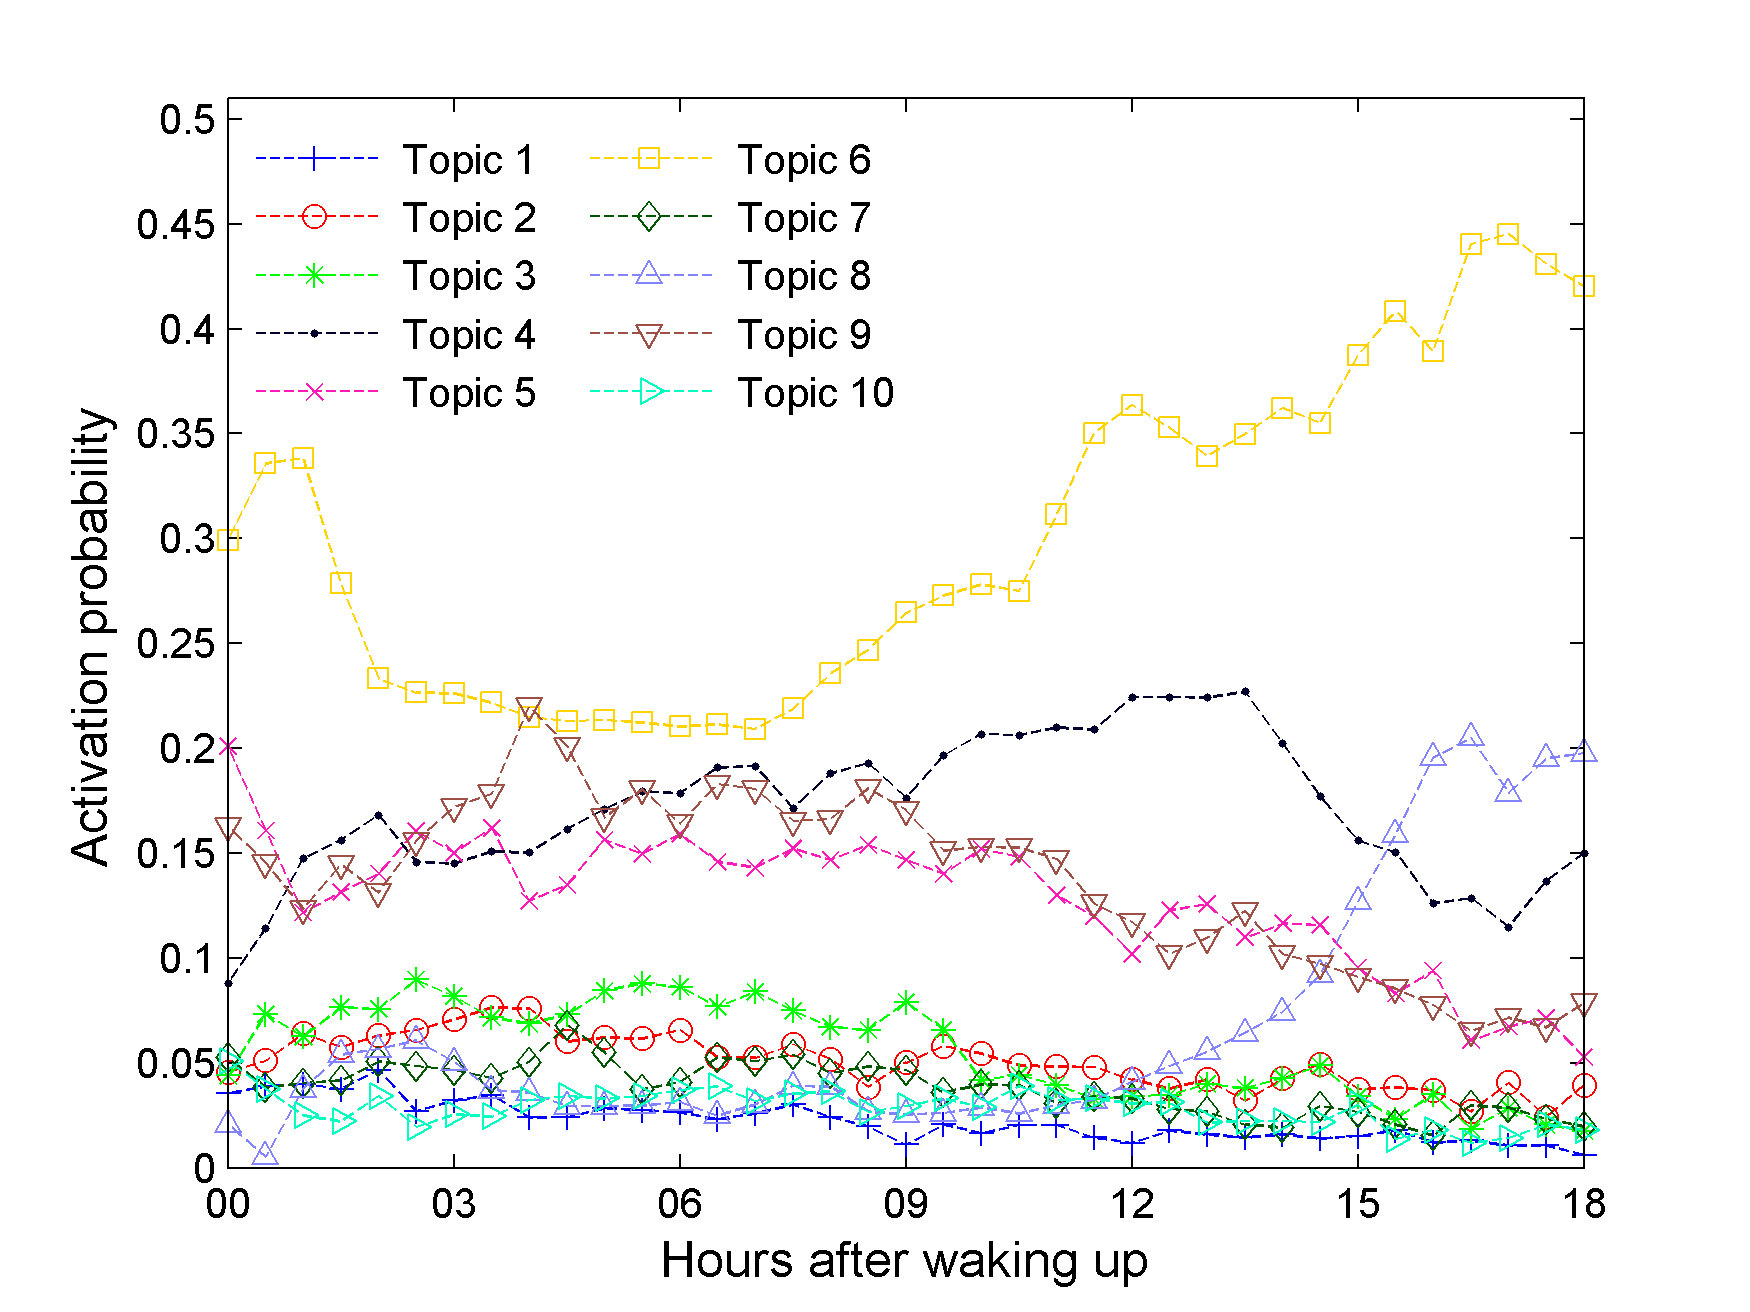 0.5
0.45
0.4
0.35
0.3
0.25
0.2
0.15
0.1
0.05
0
Activation probability
Topic 1
Topic 2
Topic 3
Topic 4
Topic 5
Topic 6
Topic 7
Topic 8
Topic 9
Topic 10
00 03 06 09 12 15 18
Hours after waking up